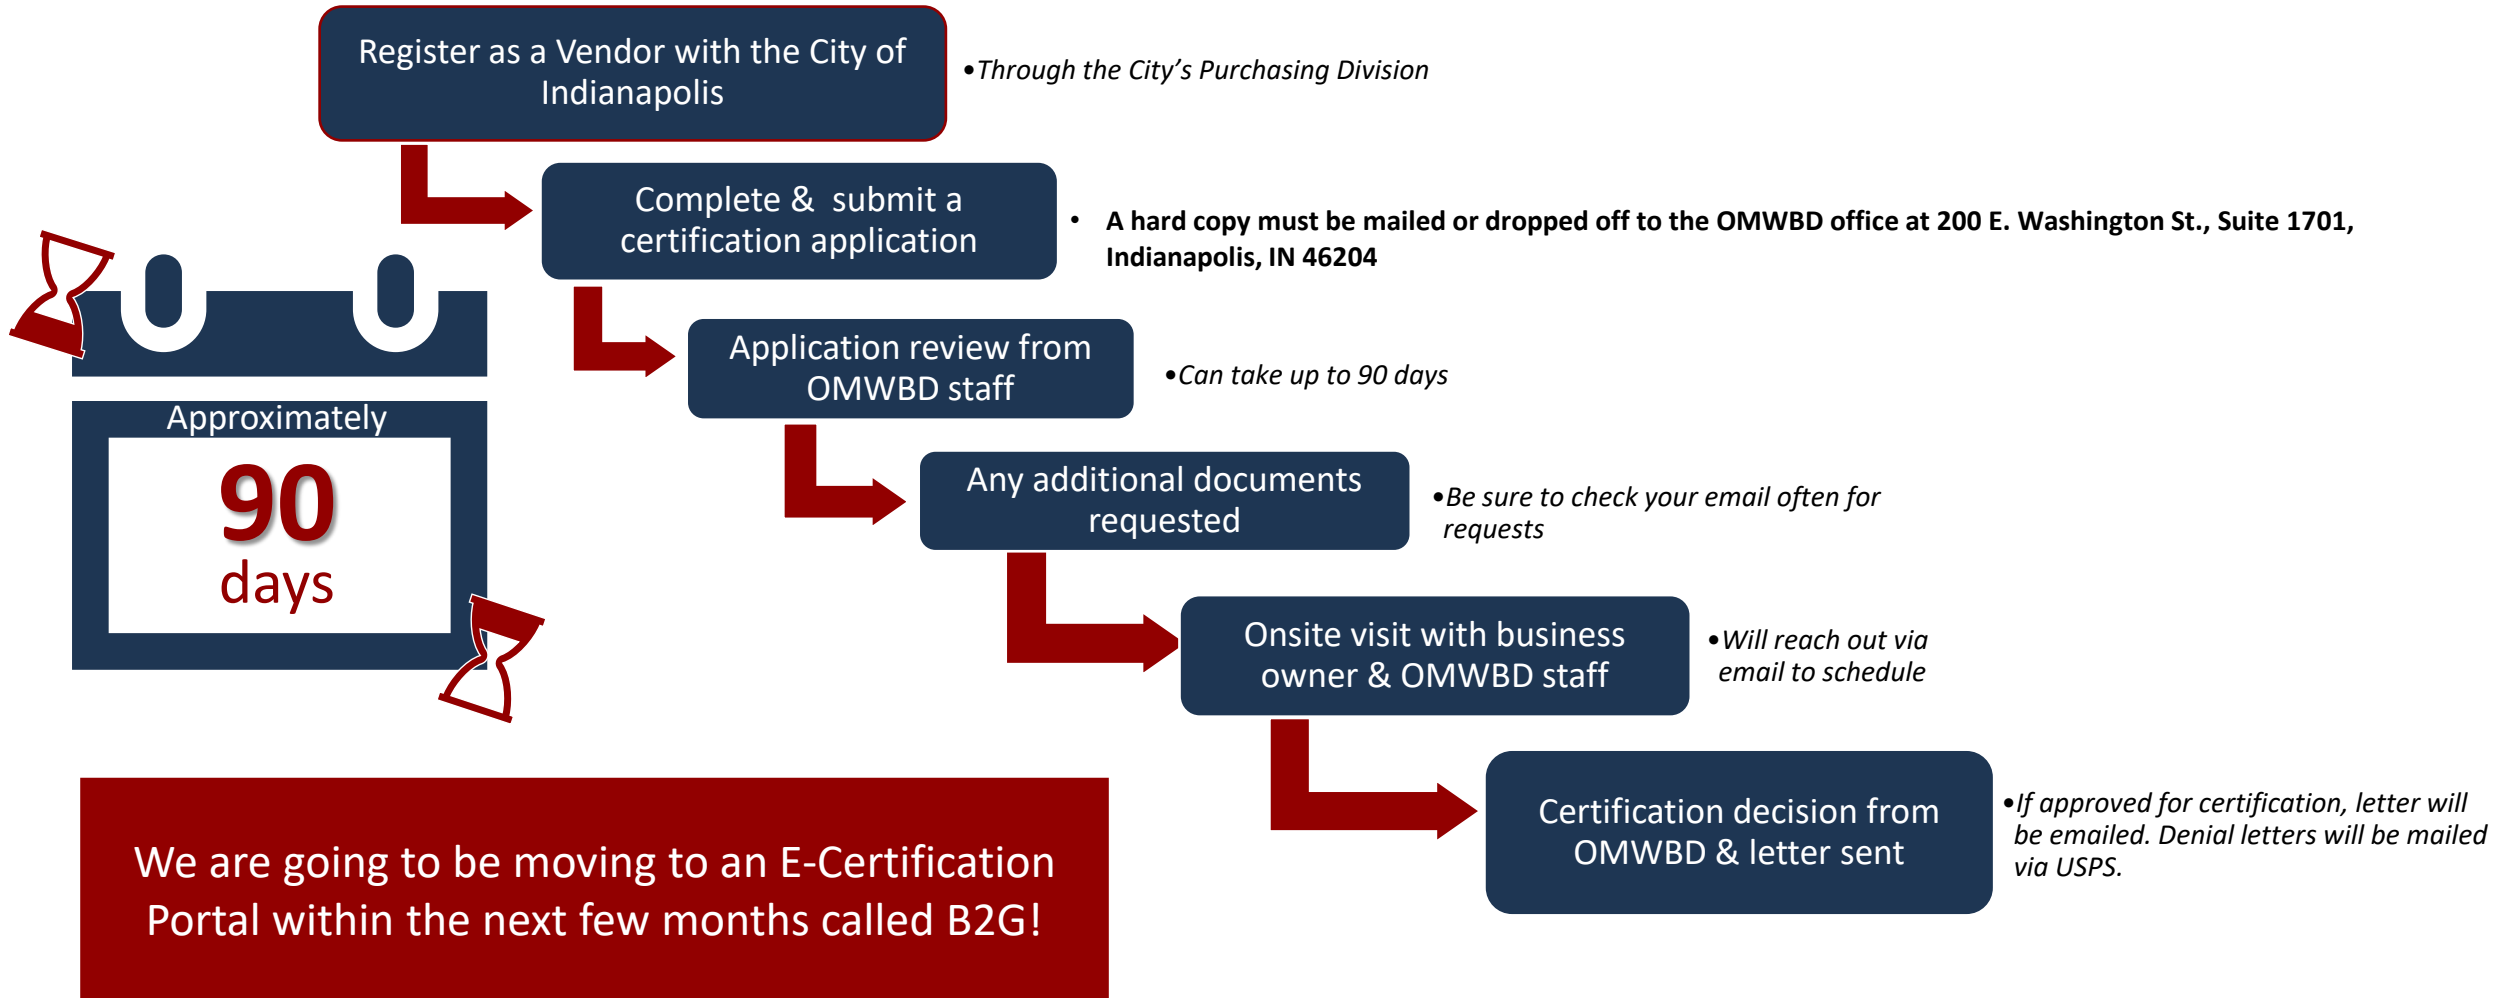 Register as a Vendor with the City of
Indianapolis
•Through the City’s Purchasing Division
Complete &  submit a
certification application
• A hard copy must be mailed or dropped off to the OMWBD office at 200 E. Washington St., Suite 1701,
Indianapolis, IN 46204
Application review from
OMWBD staff
•Can take up to 90 days
Approximately
90
days
Any additional documents
requested
•Be sure to check your email often for
requests
Onsite visit with business
owner & OMWBD staff
•Will reach out via
email to schedule
Certification decision from
OMWBD & letter sent
•If approved for certification, letter will
be emailed. Denial letters will be mailed
via USPS.
We are going to be moving to an E-Certification
Portal within the next few months called B2G!